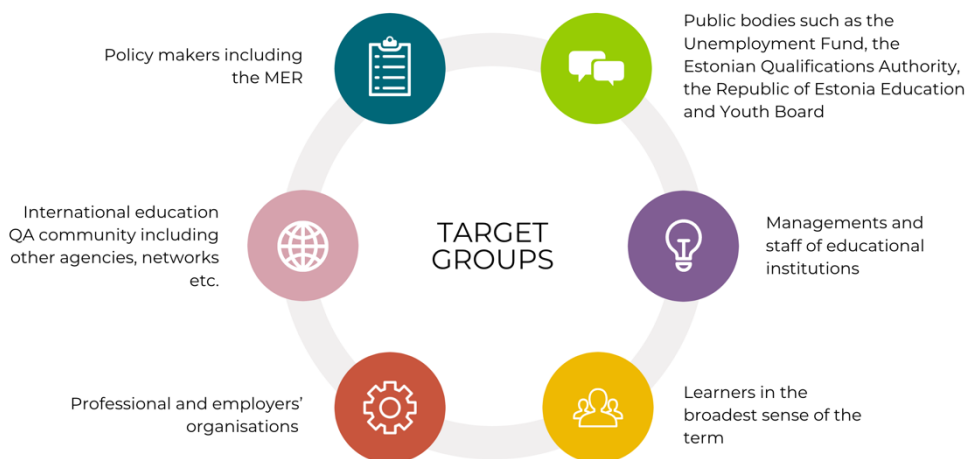 Policy makers including
the MER
Public bodies such as the
Unemployment Fund, the
Estonian Qualifications Authority,
the Republic of Estonia Education
and Youth Board
International education
QA community including
other agencies, networks
etc.
TARGET
GROUPS
Managements and
staff of educational
institutions
Professional and employers’
organisations
Learners in the
broadest sense of the
term